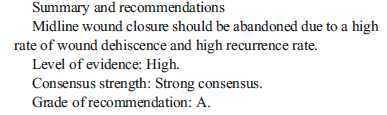 Summary and recommendations
Midline wound closure should be abandoned due to a high
rate of wound dehiscence and high recurrence rate.
Level of evidence: High.
Consensus strength: Strong consensus.
Grade of recommendation: A.